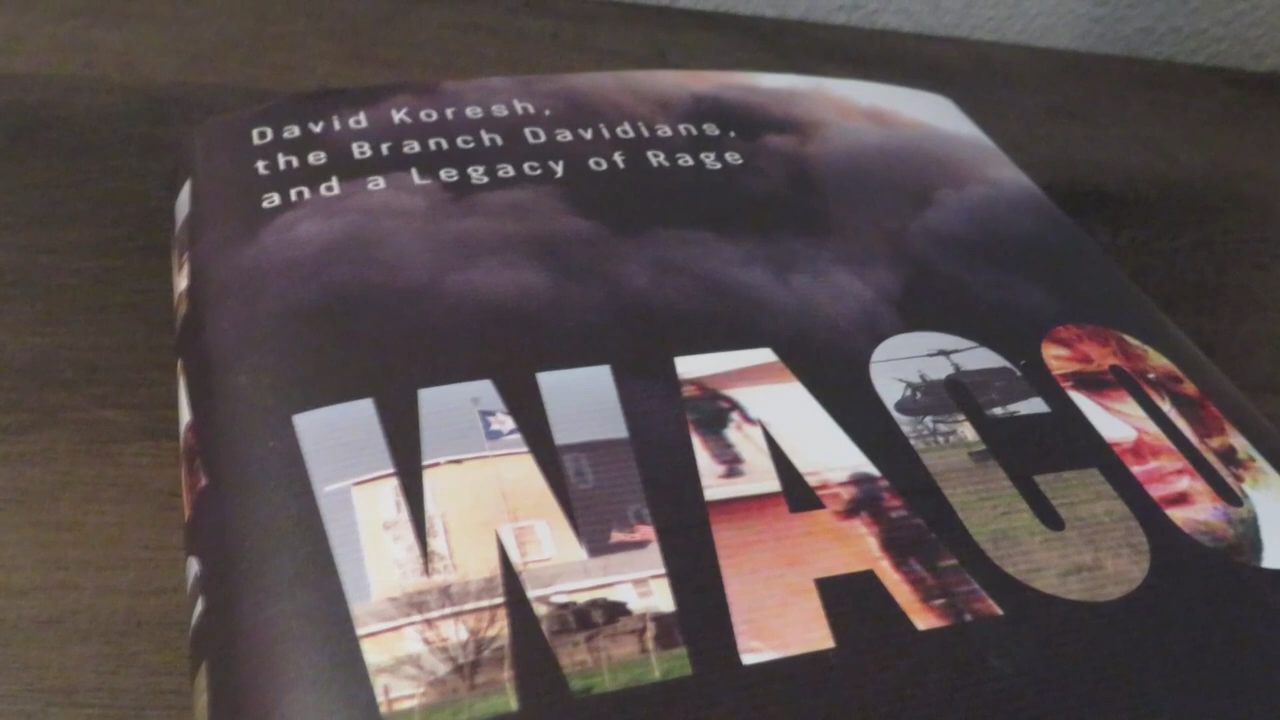 David Koresh,
the Branch Davidians,
and a Legacy of Rage
WACO